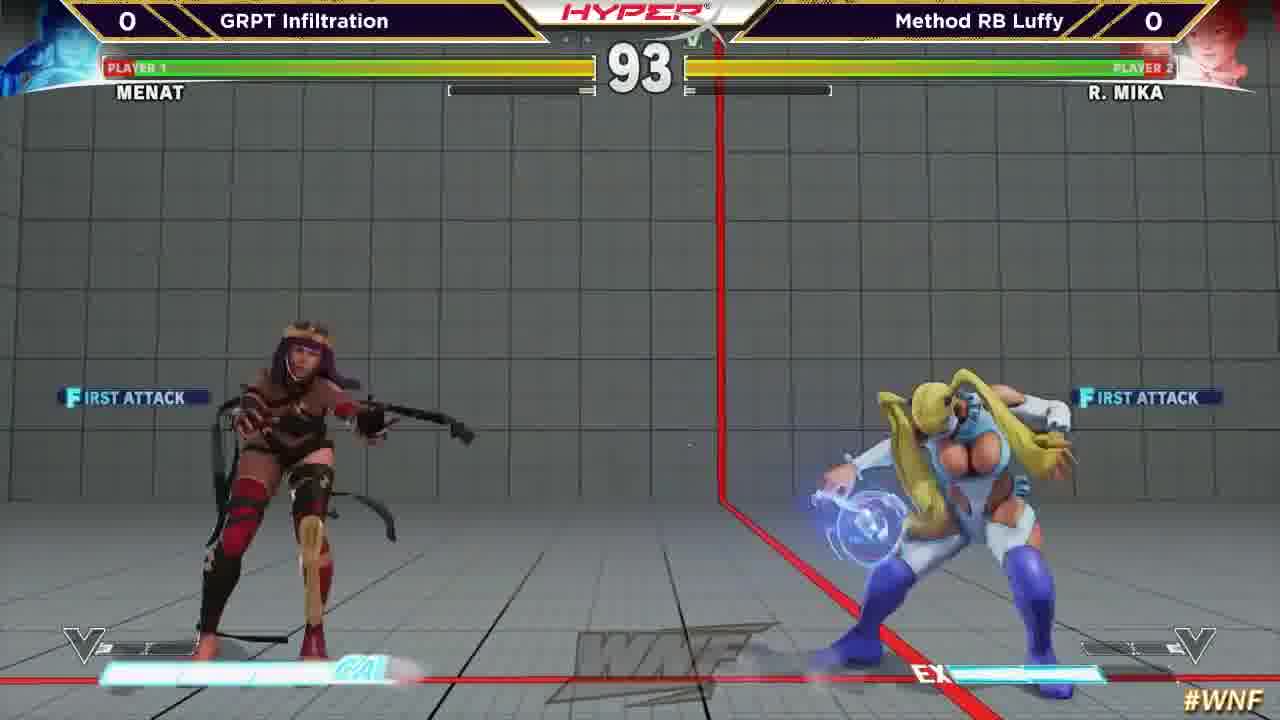 HYPERX
0 GRPT Infiltration
Method RB Luffy 0
PLAYER 1
93
PLAYER 2
MENAT
R. MIKA
FIRST ATTACK
FIRST ATTACK
WNF
V
V
EX
#WNF